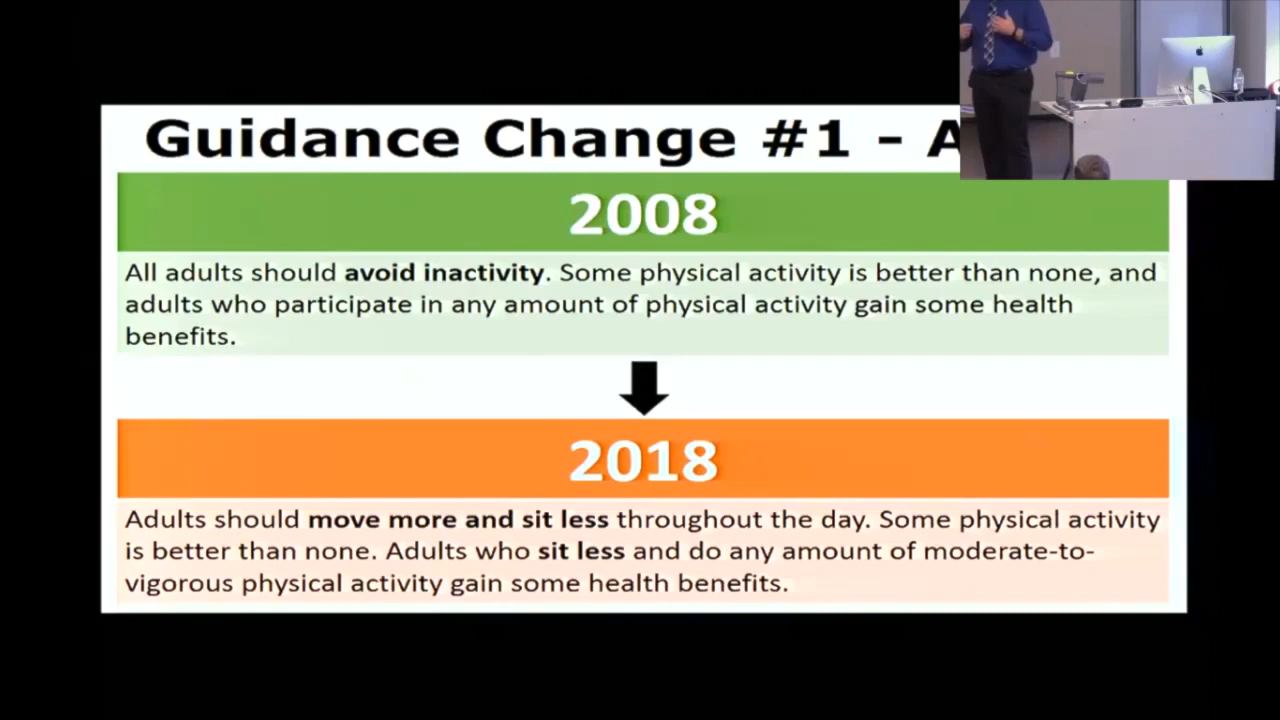 Guidance Change #1 -
2008
All adults should avoid inactivity. Some physical activity is better than none, and
adults who participate in any amount of physical activity gain some health
benefits.
2018
Adults should move more and sit less throughout the day. Some physical activity
is better than none. Adults who sit less and do any amount of moderate-to-
vigorous physical activity gain some health benefits.